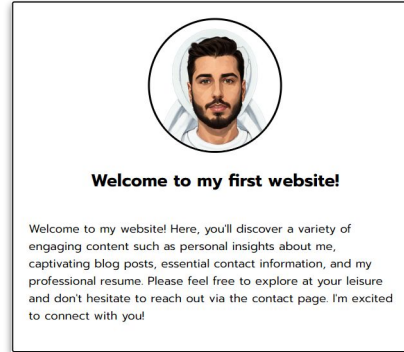 Welcome to my first website!
Welcome to my website! Here, you'll discover a variety of
engaging content such as personal insights about me,
captivating blog posts, essential contact information, and my
professional resume. Please feel free to explore at your leisure
and don't hesitate to reach out via the contact page. I'm excited
to connect with you!